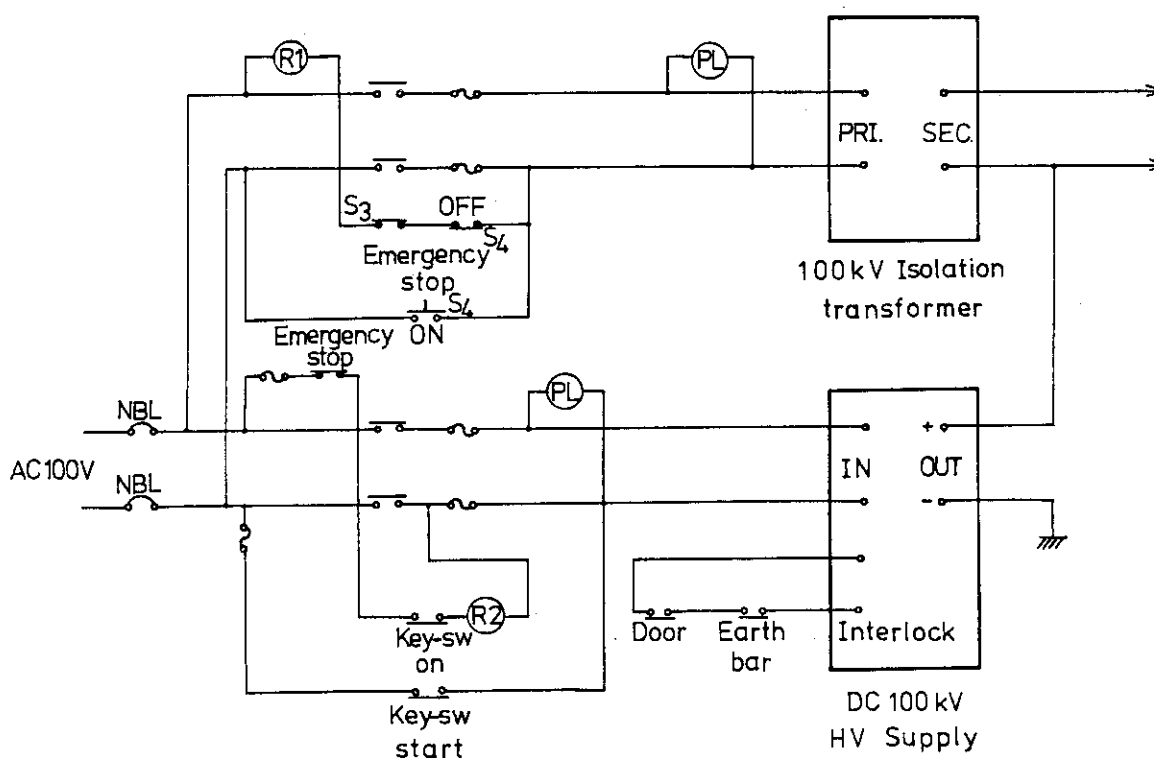 R1
PL
PRI. SEC.
S3 OFF
S4
Emergency
stop
S4
ON
100kV Isolation
transformer
Emergency
stop
PL
NBL
AC100V
NBL
+
IN OUT
-
R2
Key-sw
on
Door Earth
bar
Interlock
Key-sw
start
DC 100kV
HV Supply